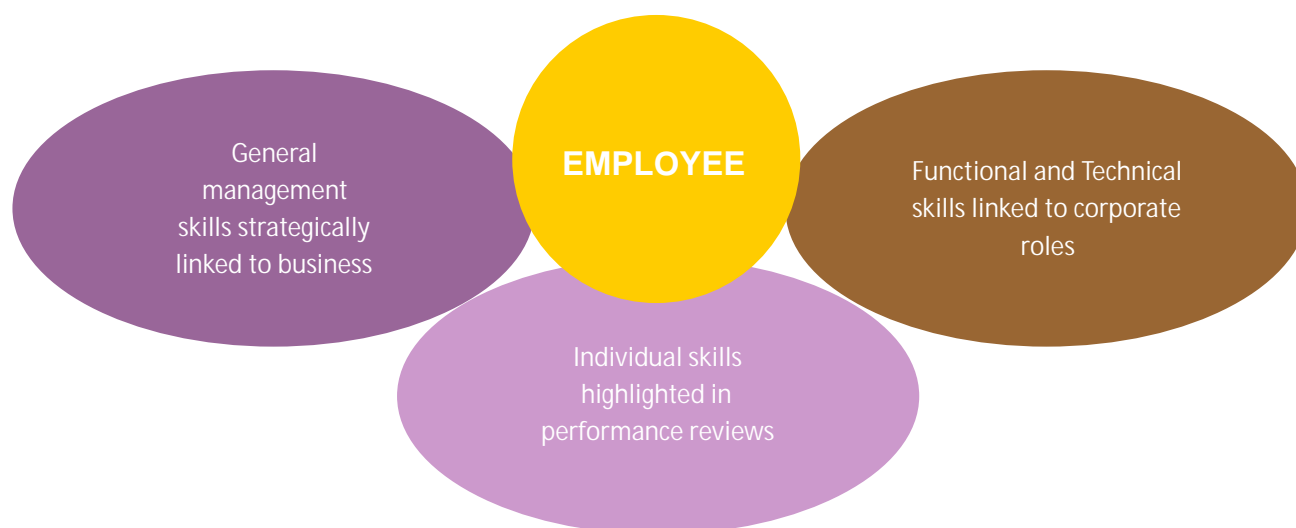 EMPLOYEE
General
management
skills strategically
linked to business
Functional and Technical
skills linked to corporate
roles
Individual skills
highlighted in
performance reviews